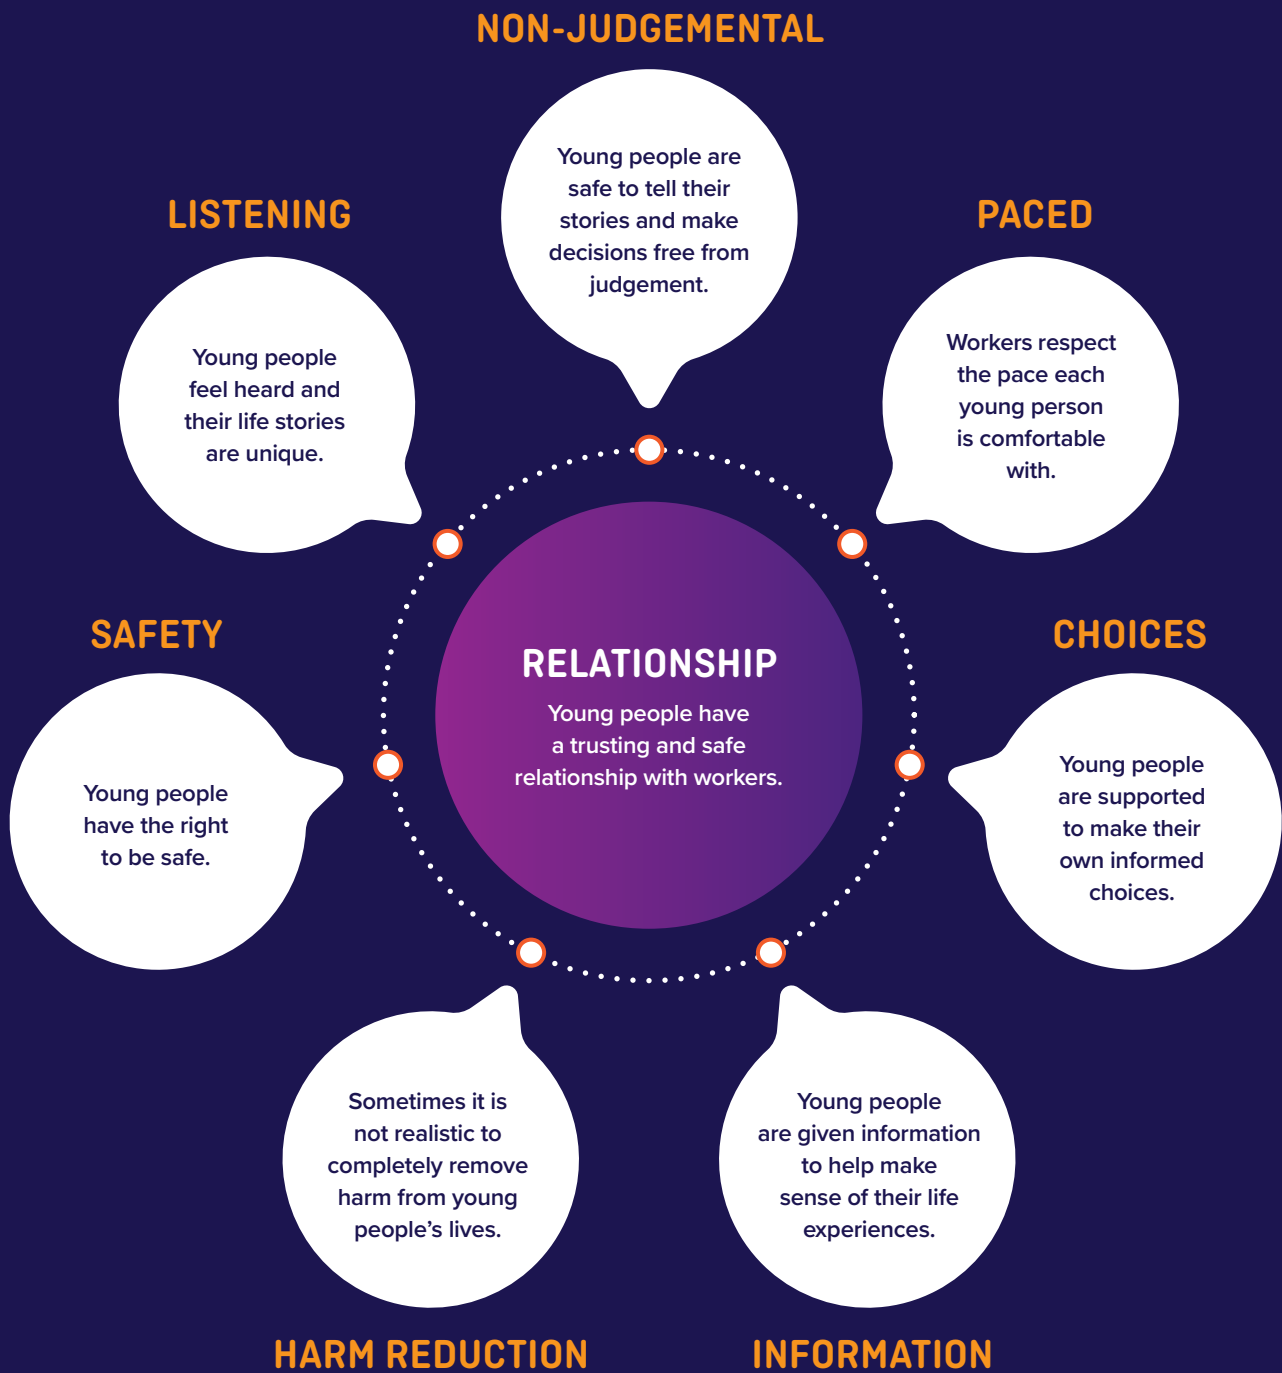 NON-JUDGEMENTAL
Young people are
safe to tell their
stories and make
decisions free from
judgement.
LISTENING
Young people
feel heard and
their life stories
are unique.
PACED
Workers respect
the pace each
young person
is comfortable
with.
SAFETY
Young people
have the right
to be safe.
RELATIONSHIP
Young people have
a trusting and safe
relationship with workers.
CHOICES
Young people
are supported
to make their
own informed
choices.
Sometimes it is
not realistic to
completely remove
harm from young
people’s lives.
HARM REDUCTION
Young people
are given information
to help make
sense of their life
experiences.
INFORMATION